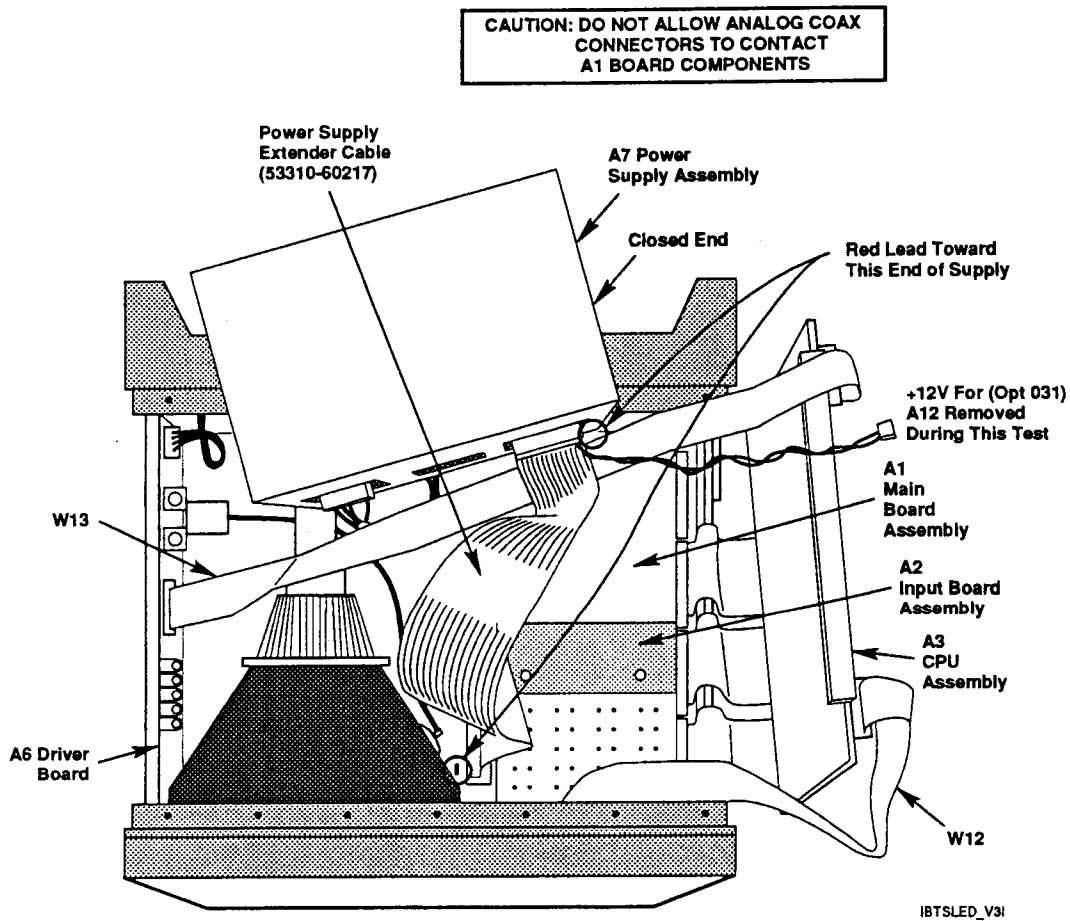 CAUTION: DO NOT ALLOW ANALOG COAX
CONNECTORS TO CONTACT
A1 BOARD COMPONENTS
Power Supply
Extender Cable
(53310-60217)
A7 Power
Supply Assembly
Closed End
Red Lead Toward
This End of Supply
+12V For (Opt 031)
A12 Removed
During This Test
A1
Main
Board
Assembly
W13
A2
Input Board
Assembly
A3
CPU
Assembly
A6 Driver
Board
W12
IBTSLED_V3I